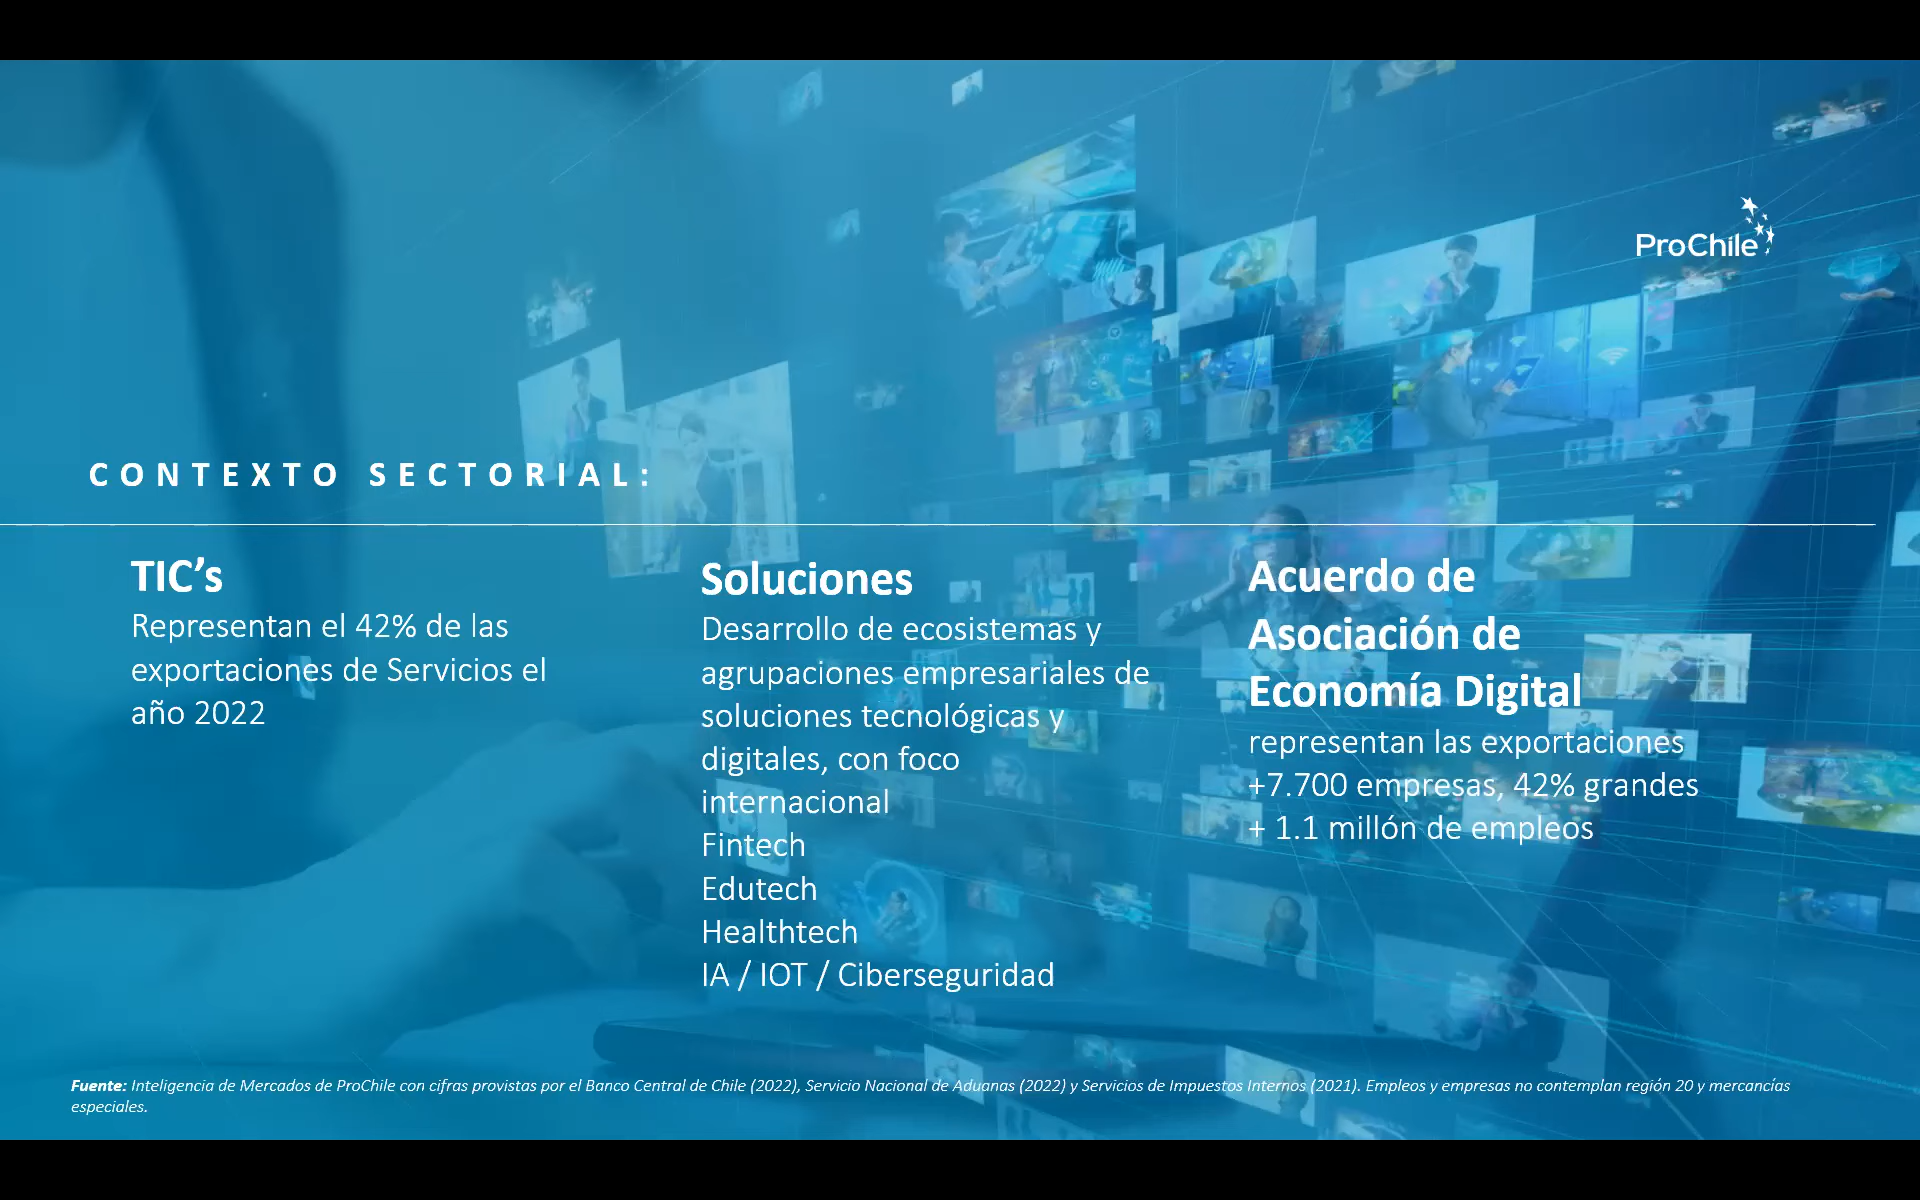 ProChile
CONTEXTO SECTORIAL:
TIC’s
Representan el 42% de las
exportaciones de Servicios el
año 2022
Soluciones
Desarrollo de ecosistemas y
agrupaciones empresariales de
soluciones tecnológicas y
digitales, con foco
internacional
Fintech
Edutech
Healthtech
IA / IOT / Ciberseguridad
Acuerdo de
Asociación de
Economía Digital
representan las exportaciones
+7.700 empresas, 42% grandes
+ 1.1 millón de empleos
Fuente: Inteligencia de Mercados de ProChile con cifras provistas por el Banco Central de Chile (2022), Servicio Nacional de Aduanas (2022) y Servicios de Impuestos Internos (2021). Empleos y empresas no contemplan región 20 y mercancías
especiales.